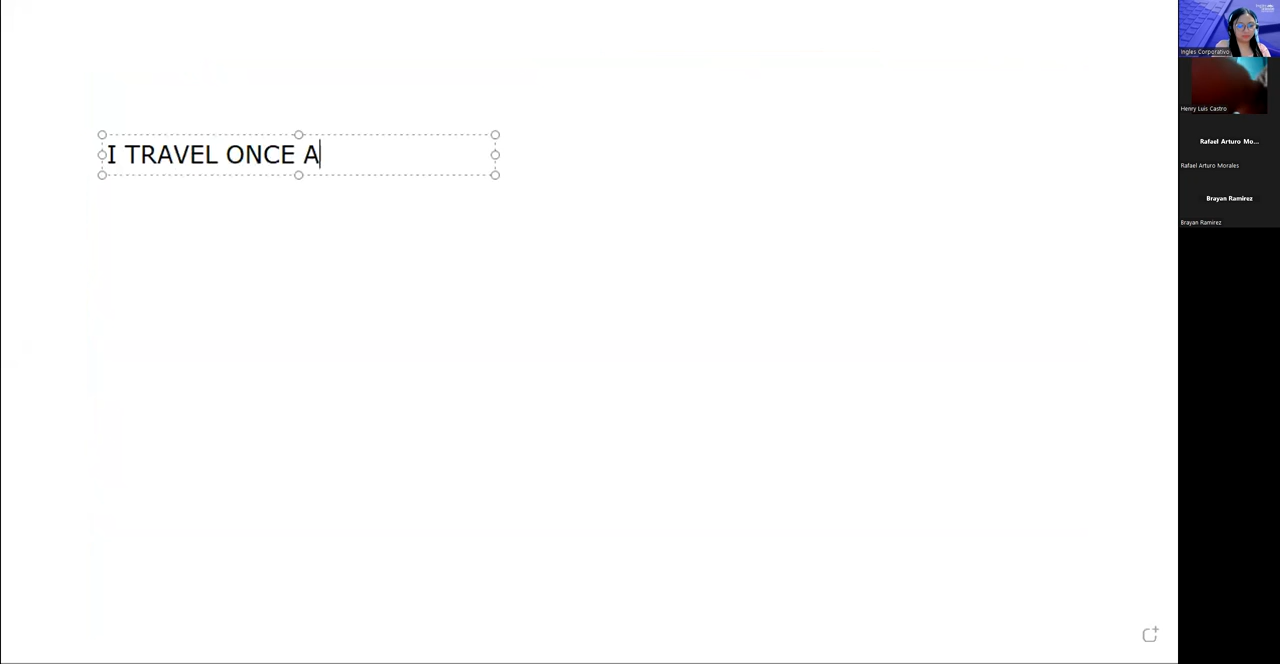 I TRAVEL ONCE A
Ingles Corporativo
Henry Luis Castro
Rafael Arturo Mo...
Rafael Arturo Morales
Brayan Ramirez
Brayan Ramirez